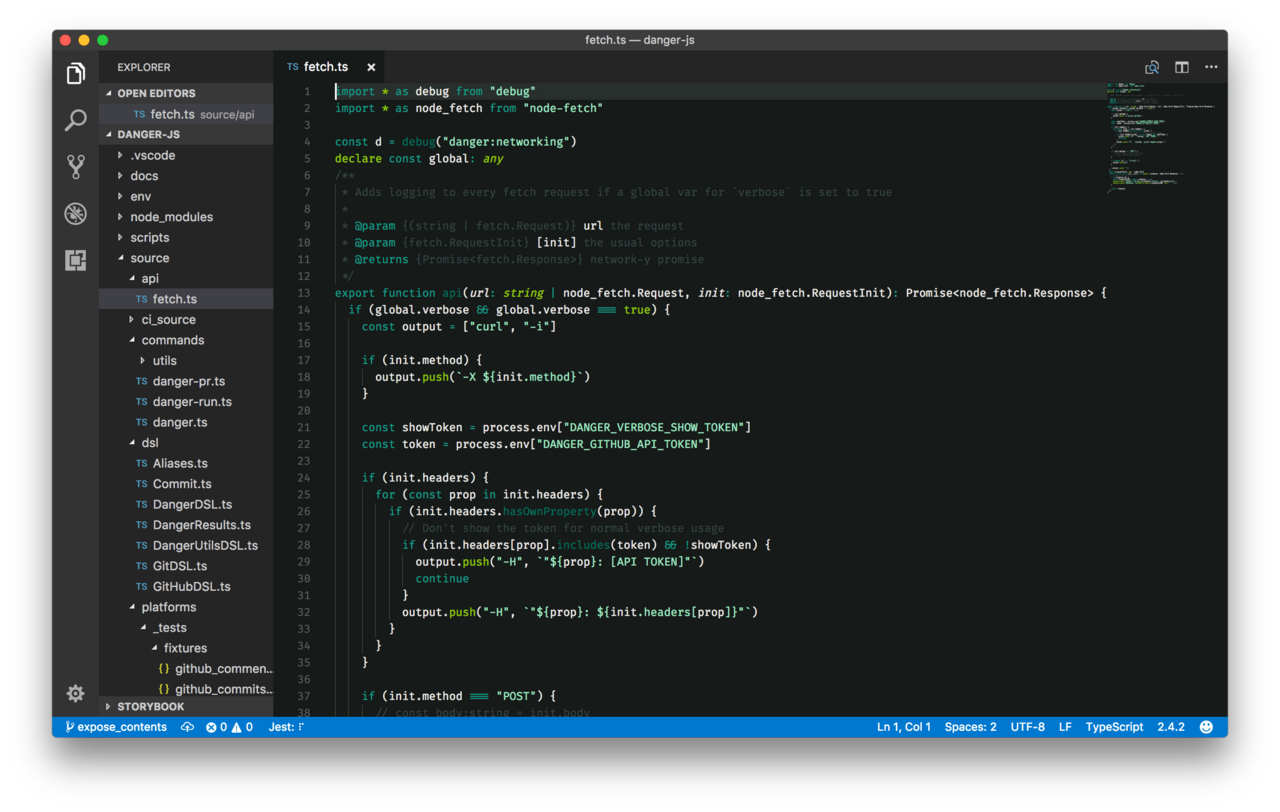 fetch.ts — danger-js
EXPLORER
OPEN EDITORS
TS fetch.ts source/api
DANGER-JS
.vscode
docs
env
node_modules
scripts
source
api
TS fetch.ts
ci_source
commands
utils
TS danger-pr.ts
TS danger-run.ts
TS danger.ts
dsl
TS Aliases.ts
TS Commit.ts
TS DangerDSL.ts
TS DangerResults.ts
TS DangerUtilsDSL.ts
TS GitDSL.ts
TS GitHubDSL.ts
platforms
_tests
fixtures
{} github_commen...
{} github_commits...
STORYBOOK
TS fetch.ts ×
1 import * as debug from "debug"
2 import * as node_fetch from "node-fetch"
3
4 const d = debug("danger:networking")
5 declare const global: any
6 /**
7  * Adds logging to every fetch request if a global var for `verbose` is set to true
8  *
9  * @param {(string | fetch.Request)} url the request
10  * @param {fetch.RequestInit} [init] the usual options
11  * @returns {Promise<fetch.Response>} network-y promise
12  */
13 export function api(url: string | node_fetch.Request, init: node_fetch.RequestInit): Promise<node_fetch.Response> {
14   if (global.verbose && global.verbose === true) {
15     const output = ["curl", "-i"]
16
17     if (init.method) {
18       output.push(`-X ${init.method}`)
19     }
20
21     const showToken = process.env["DANGER_VERBOSE_SHOW_TOKEN"]
22     const token = process.env["DANGER_GITHUB_API_TOKEN"]
23
24     if (init.headers) {
25       for (const prop in init.headers) {
26         if (init.headers.hasOwnProperty(prop)) {
27           // Don't show the token for normal verbose usage
28           if (init.headers[prop].includes(token) && !showToken) {
29             output.push("-H", `"${prop}: [API TOKEN]"`)
30             continue
31           }
32           output.push("-H", `"${prop}: ${init.headers[prop]}"`)
33         }
34       }
35     }
36
37     if (init.method === "POST") {
38       // const body:string = init.body
expose_contents 0 0 Jest: Ln 1, Col 1 Spaces: 2 UTF-8 LF TypeScript 2.4.2